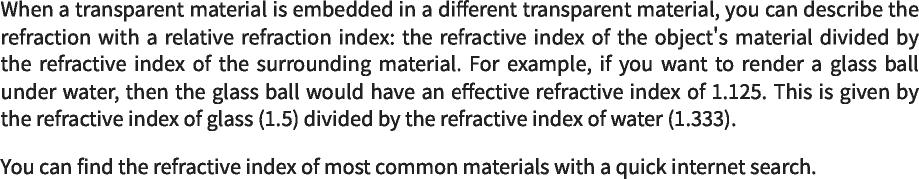 When a transparent material is embedded in a different transparent material, you can describe the
refraction with a relative refraction index: the refractive index of the object's material divided by
the refractive index of the surrounding material. For example, if you want to render a glass ball
under water, then the glass ball would have an effective refractive index of 1.125. This is given by
the refractive index of glass (1.5) divided by the refractive index of water (1.333).
You can find the refractive index of most common materials with a quick internet search.